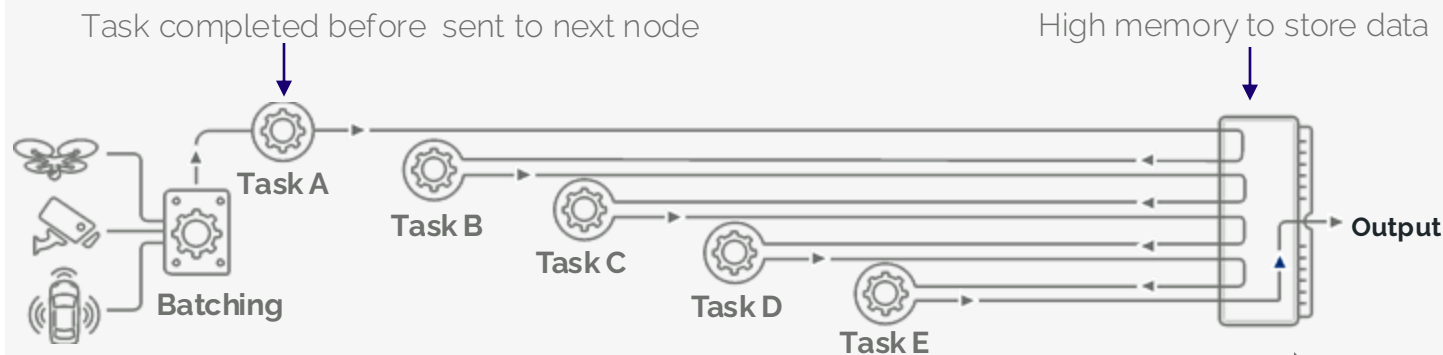 Task completed before sent to next node
High memory to store data
Task A
Task B
Output
Task C
Batching
Task D
Task E